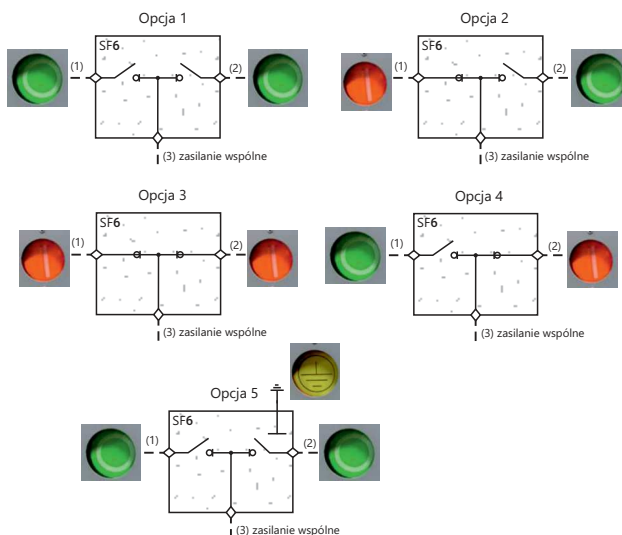 Opcja 1
SF6
(1)
(2)
(3) zasilanie wspólne
Opcja 2
SF6
(1)
(2)
(3) zasilanie wspólne
Opcja 3
SF6
(1)
(2)
(3) zasilanie wspólne
Opcja 4
SF6
(1)
(2)
(3) zasilanie wspólne
Opcja 5
SF6
(1)
(2)
(3) zasilanie wspólne